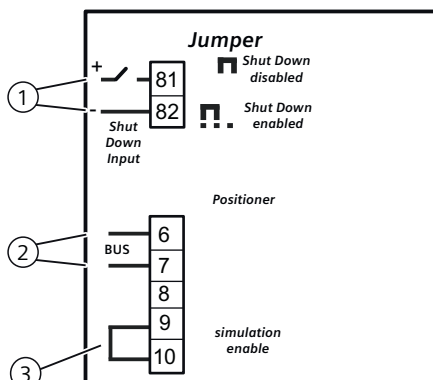 Jumper
+
81
Shut Down
disabled
1
-
82
Shut Down
enabled
Shut
Down
Input
Positioner
6
2
BUS
7
8
9
simulation
enable
10
3